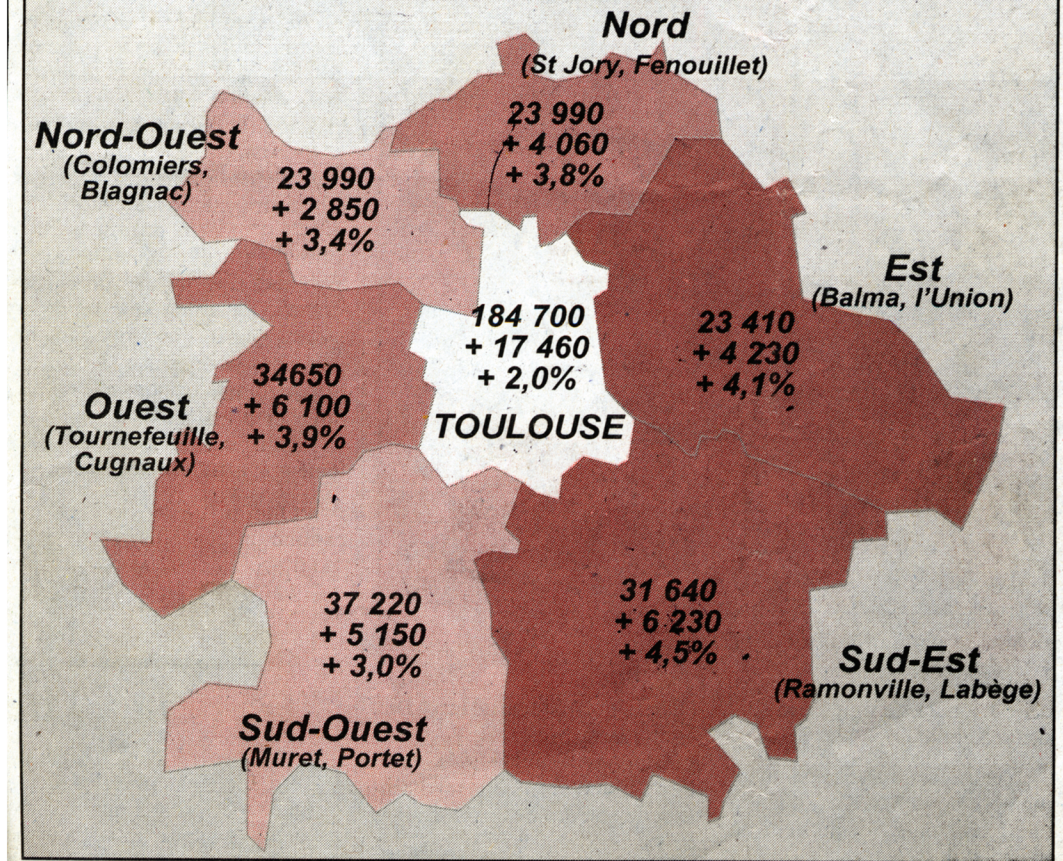 Nord
(St Jory, Fenouillet)
23 990
+ 4 060
+ 3,8%
Nord-Ouest
(Colomiers,
Blagnac)
23 990
+ 2 850
+ 3,4%
Est
(Balma, l'Union)
23 410
+ 4 230
+ 4,1%
184 700
+ 17 460
+ 2,0%
TOULOUSE
Ouest
(Tournefeuille,
Cugnaux)
34650
+ 6 100
+ 3,9%
37 220
+ 5 150
+ 3,0%
Sud-Ouest
(Muret, Portet)
31 640
+ 6 230
+ 4,5%
Sud-Est
(Ramonville, Labège)